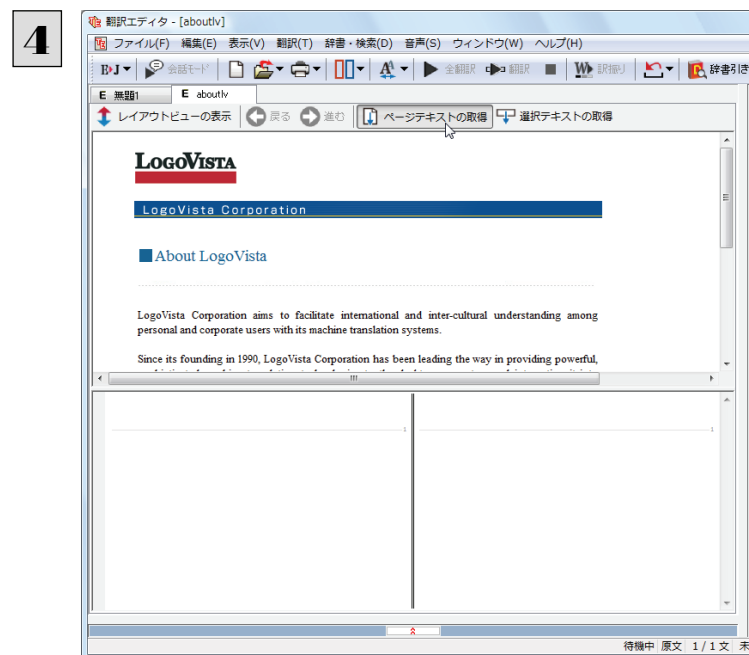 4
翻訳エディタ - [aboutlv]
ファイル(F) 編集(E) 表示(V) 翻訳(T) 辞書・検索(D) 音声(S) ウィンドウ(W) ヘルプ(H)
E›J 会話モード 全翻訳 翻訳 訳振り 辞書引き
E 無題1 E aboutlv
レイアウトビューの表示 戻る 進む ページテキストの取得 選択テキストの取得
LOGOVISTA
LogoVista Corporation
About LogoVista
LogoVista Corporation aims to facilitate international and inter-cultural understanding among
personal and corporate users with its machine translation systems.
Since its founding in 1990, LogoVista Corporation has been leading the way in providing powerful,
1 1
待機中 原文 1 / 1 文 未